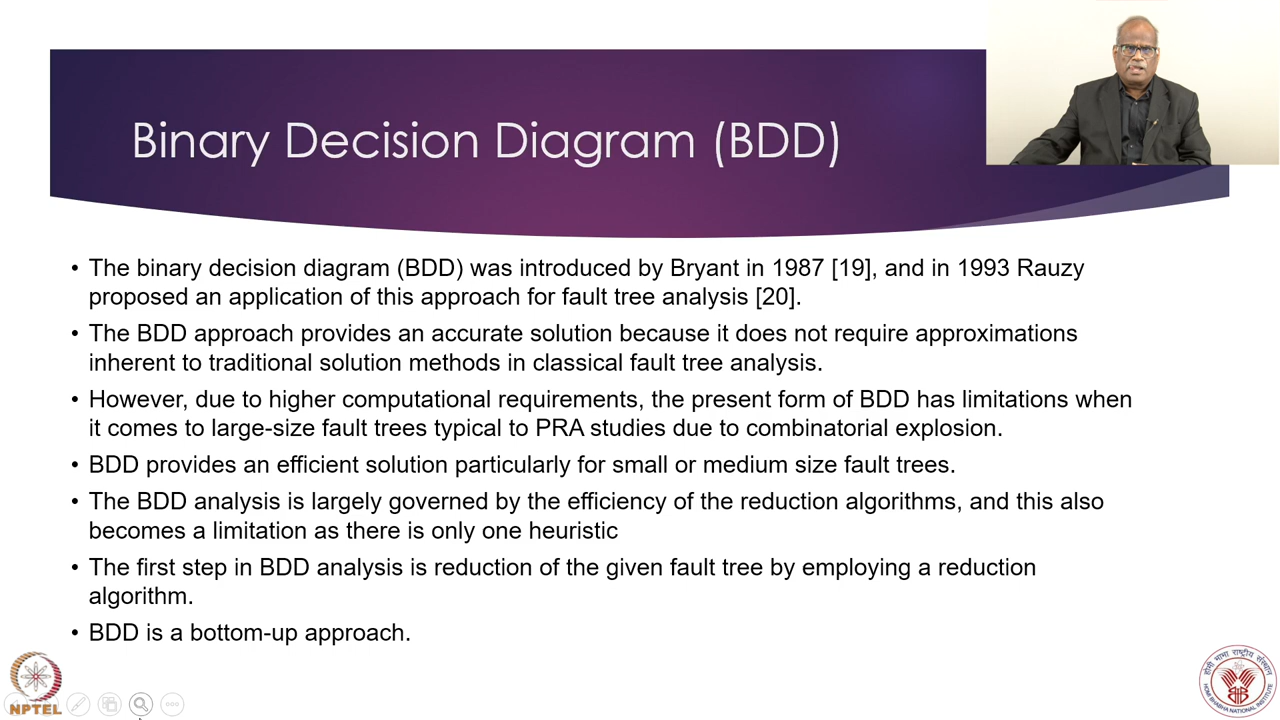 Binary Decision Diagram (BDD)
• The binary decision diagram (BDD) was introduced by Bryant in 1987 [19], and in 1993 Rauzy
proposed an application of this approach for fault tree analysis [20].
• The BDD approach provides an accurate solution because it does not require approximations
inherent to traditional solution methods in classical fault tree analysis.
• However, due to higher computational requirements, the present form of BDD has limitations when
it comes to large-size fault trees typical to PRA studies due to combinatorial explosion.
• BDD provides an efficient solution particularly for small or medium size fault trees.
• The BDD analysis is largely governed by the efficiency of the reduction algorithms, and this also
becomes a limitation as there is only one heuristic
• The first step in BDD analysis is reduction of the given fault tree by employing a reduction
algorithm.
• BDD is a bottom-up approach.
NPTEL
होमी भाभा राष्ट्रीय संस्थान
HOMI BHABHA NATIONAL INSTITUTE